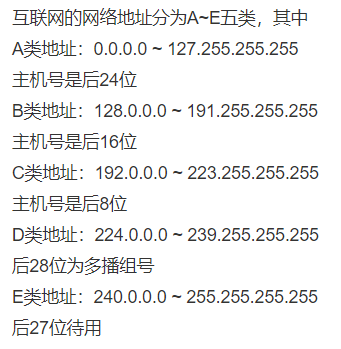 互联网的网络地址分为A~E五类，其中
A类地址：0.0.0.0 ~ 127.255.255.255
主机号是后24位
B类地址：128.0.0.0 ~ 191.255.255.255
主机号是后16位
C类地址：192.0.0.0 ~ 223.255.255.255
主机号是后8位
D类地址：224.0.0.0 ~ 239.255.255.255
后28位为多播组号
E类地址：240.0.0.0 ~ 255.255.255.255
后27位待用